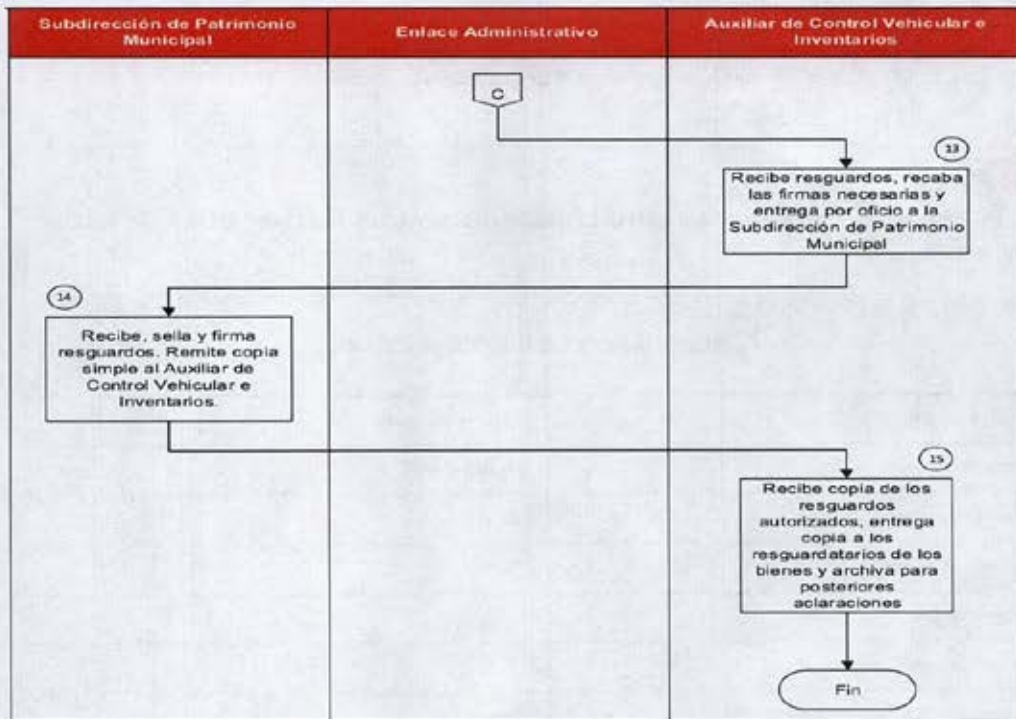 Subdirección de Patrimonio
Municipal
Enlace Administrativo
Auxiliar de Control Vehicular e
Inventarios
C
13
Recibe resguardos, recaba
las firmas necesarias y
entrega por oficio a la
Subdirección de Patrimonio
Municipal
14
Recibe, sella y firma
resguardos. Remite copia
simple al Auxiliar de
Control Vehicular e
Inventarios.
15
Recibe copia de los
resguardos
autorizados, entrega
copia a los
resguardatarios de los
bienes y archiva para
posteriores
aclaraciones
Fin